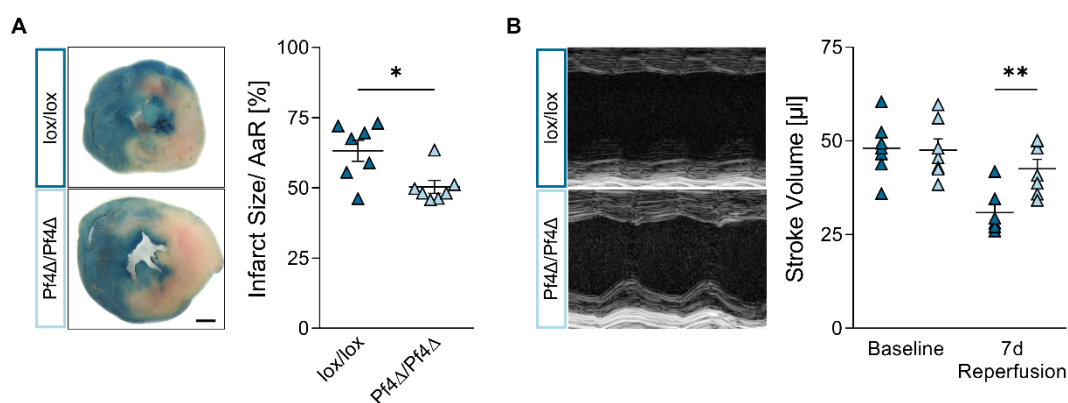 A
lox/lox
Pf4Δ/Pf4Δ
Infarct Size/ AaR [%]
100
75
50
25
0
*
lox/lox
Pf4Δ/Pf4Δ
B
lox/lox
Pf4Δ/Pf4Δ
Stroke Volume [µl]
75
50
25
0
**
Baseline
7d
Reperfusion